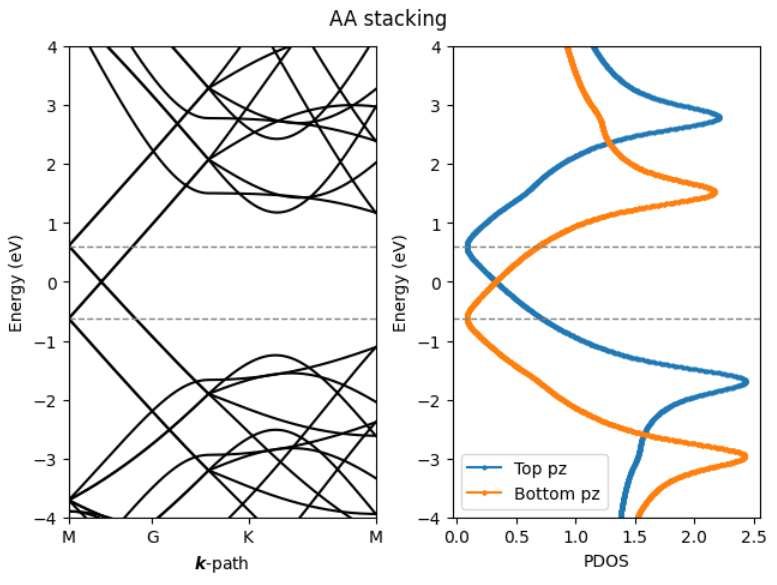 AA stacking
Energy (eV)
4
3
2
1
0
−1
−2
−3
−4
M
G
K
M
k-path
Energy (eV)
4
3
2
1
0
−1
−2
−3
−4
Top pz
Bottom pz
0.0
0.5
1.0
1.5
2.0
2.5
PDOS